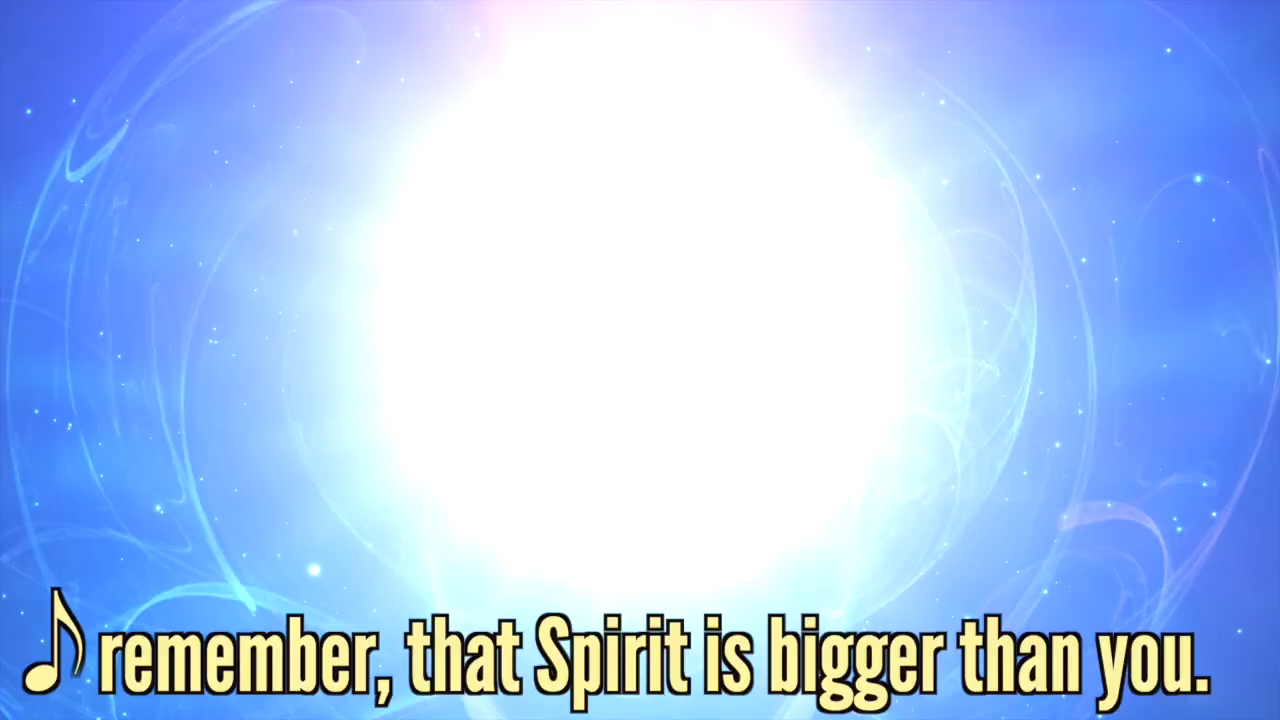 ♪ remember, that Spirit is bigger than you.